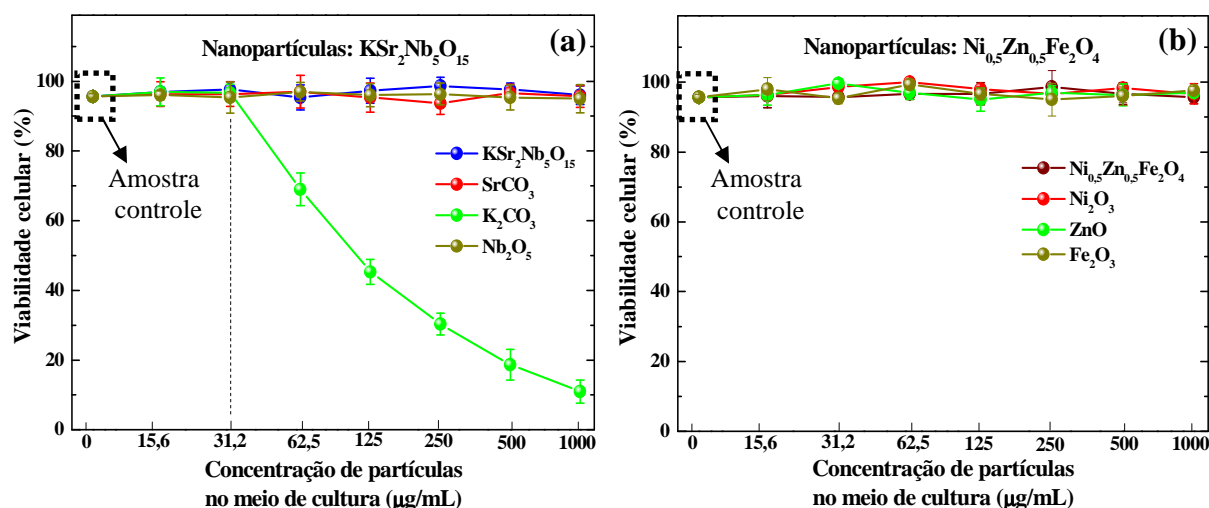 Nanopartículas: KSr₂Nb₅O₁₅
(a)
Viabilidade celular (%)
100
80
60
40
20
0
Amostra
controle
KSr₂Nb₅O₁₅
SrCO₃
K₂CO₃
Nb₂O₅
0 15,6 31,2 62,5 125 250 500 1000
Concentração de partículas
no meio de cultura (µg/mL)
Nanopartículas: Ni₀,₅Zn₀,₅Fe₂O₄
(b)
Viabilidade celular (%)
100
80
60
40
20
0
Amostra
controle
Ni₀,₅Zn₀,₅Fe₂O₄
Ni₂O₃
ZnO
Fe₂O₃
0 15,6 31,2 62,5 125 250 500 1000
Concentração de partículas
no meio de cultura (µg/mL)